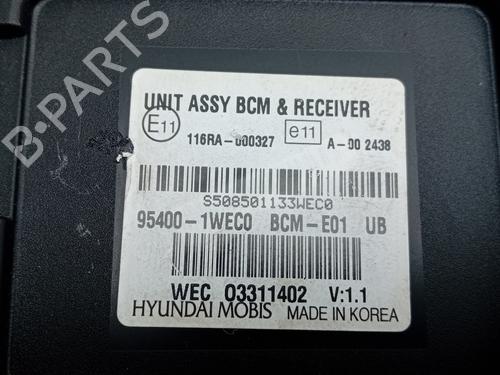 UNIT ASSY BCM & RECEIVER
E11 116RA-000327 e11 A-00 2438
S508501133WEC0
95400-1WEC0 BCM-E01 UB
WEC 03311402 V:1.1
HYUNDAI MOBIS MADE IN KOREA
B-PARTS